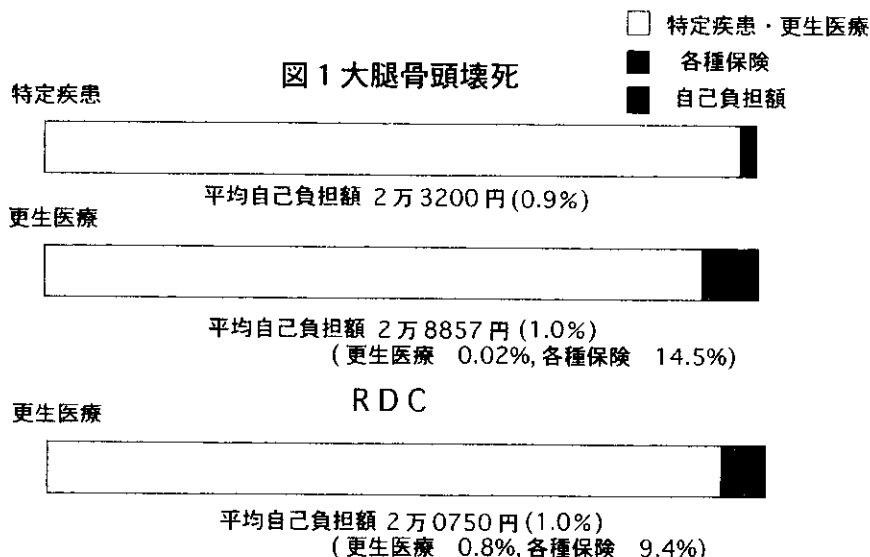 特定疾患・更生医療
各種保険
自己負担額
図1大腿骨頭壊死
特定疾患
平均自己負担額 2万3200円(0.9%)
更生医療
平均自己負担額 2万8857円(1.0%)
(更生医療 0.02%,各種保険 14.5%)
RDC
更生医療
平均自己負担額 2万0750円(1.0%)
(更生医療 0.8%,各種保険 9.4%)